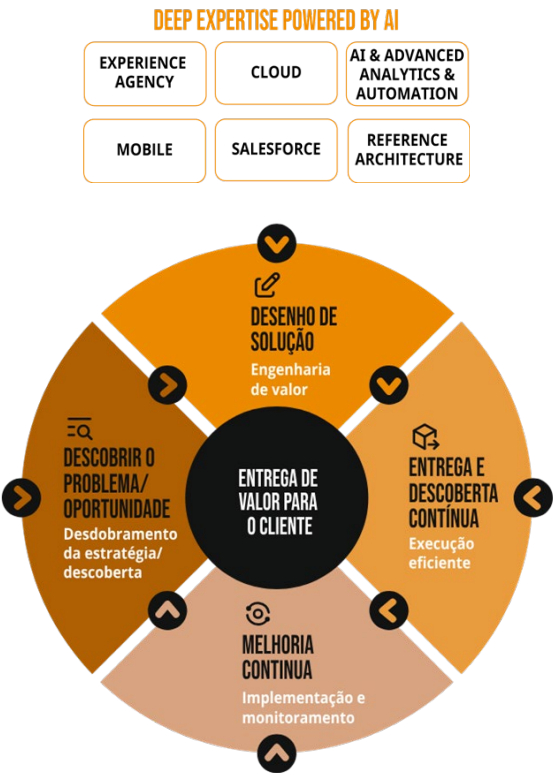 DEEP EXPERTISE POWERED BY AI
EXPERIENCE
AGENCY
CLOUD
AI & ADVANCED
ANALYTICS &
AUTOMATION
MOBILE
SALESFORCE
REFERENCE
ARCHITECTURE
DESENHO DE
SOLUÇÃO
Engenharia
de valor
DESCOBRIR O
PROBLEMA/
OPORTUNIDADE
Desdobramento
da estratégia/
descoberta
ENTREGA DE
VALOR PARA
O CLIENTE
ENTREGA E
DESCOBERTA
CONTÍNUA
Execução
eficiente
MELHORIA
CONTINUA
Implementação e
monitoramento